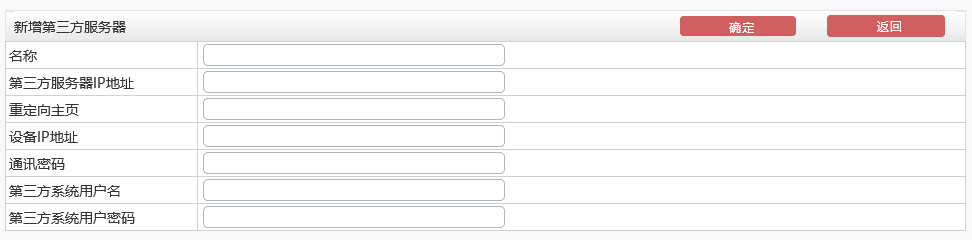 新增第三方服务器
确定
返回
名称
第三方服务器IP地址
重定向主页
设备IP地址
通讯密码
第三方系统用户名
第三方系统用户密码